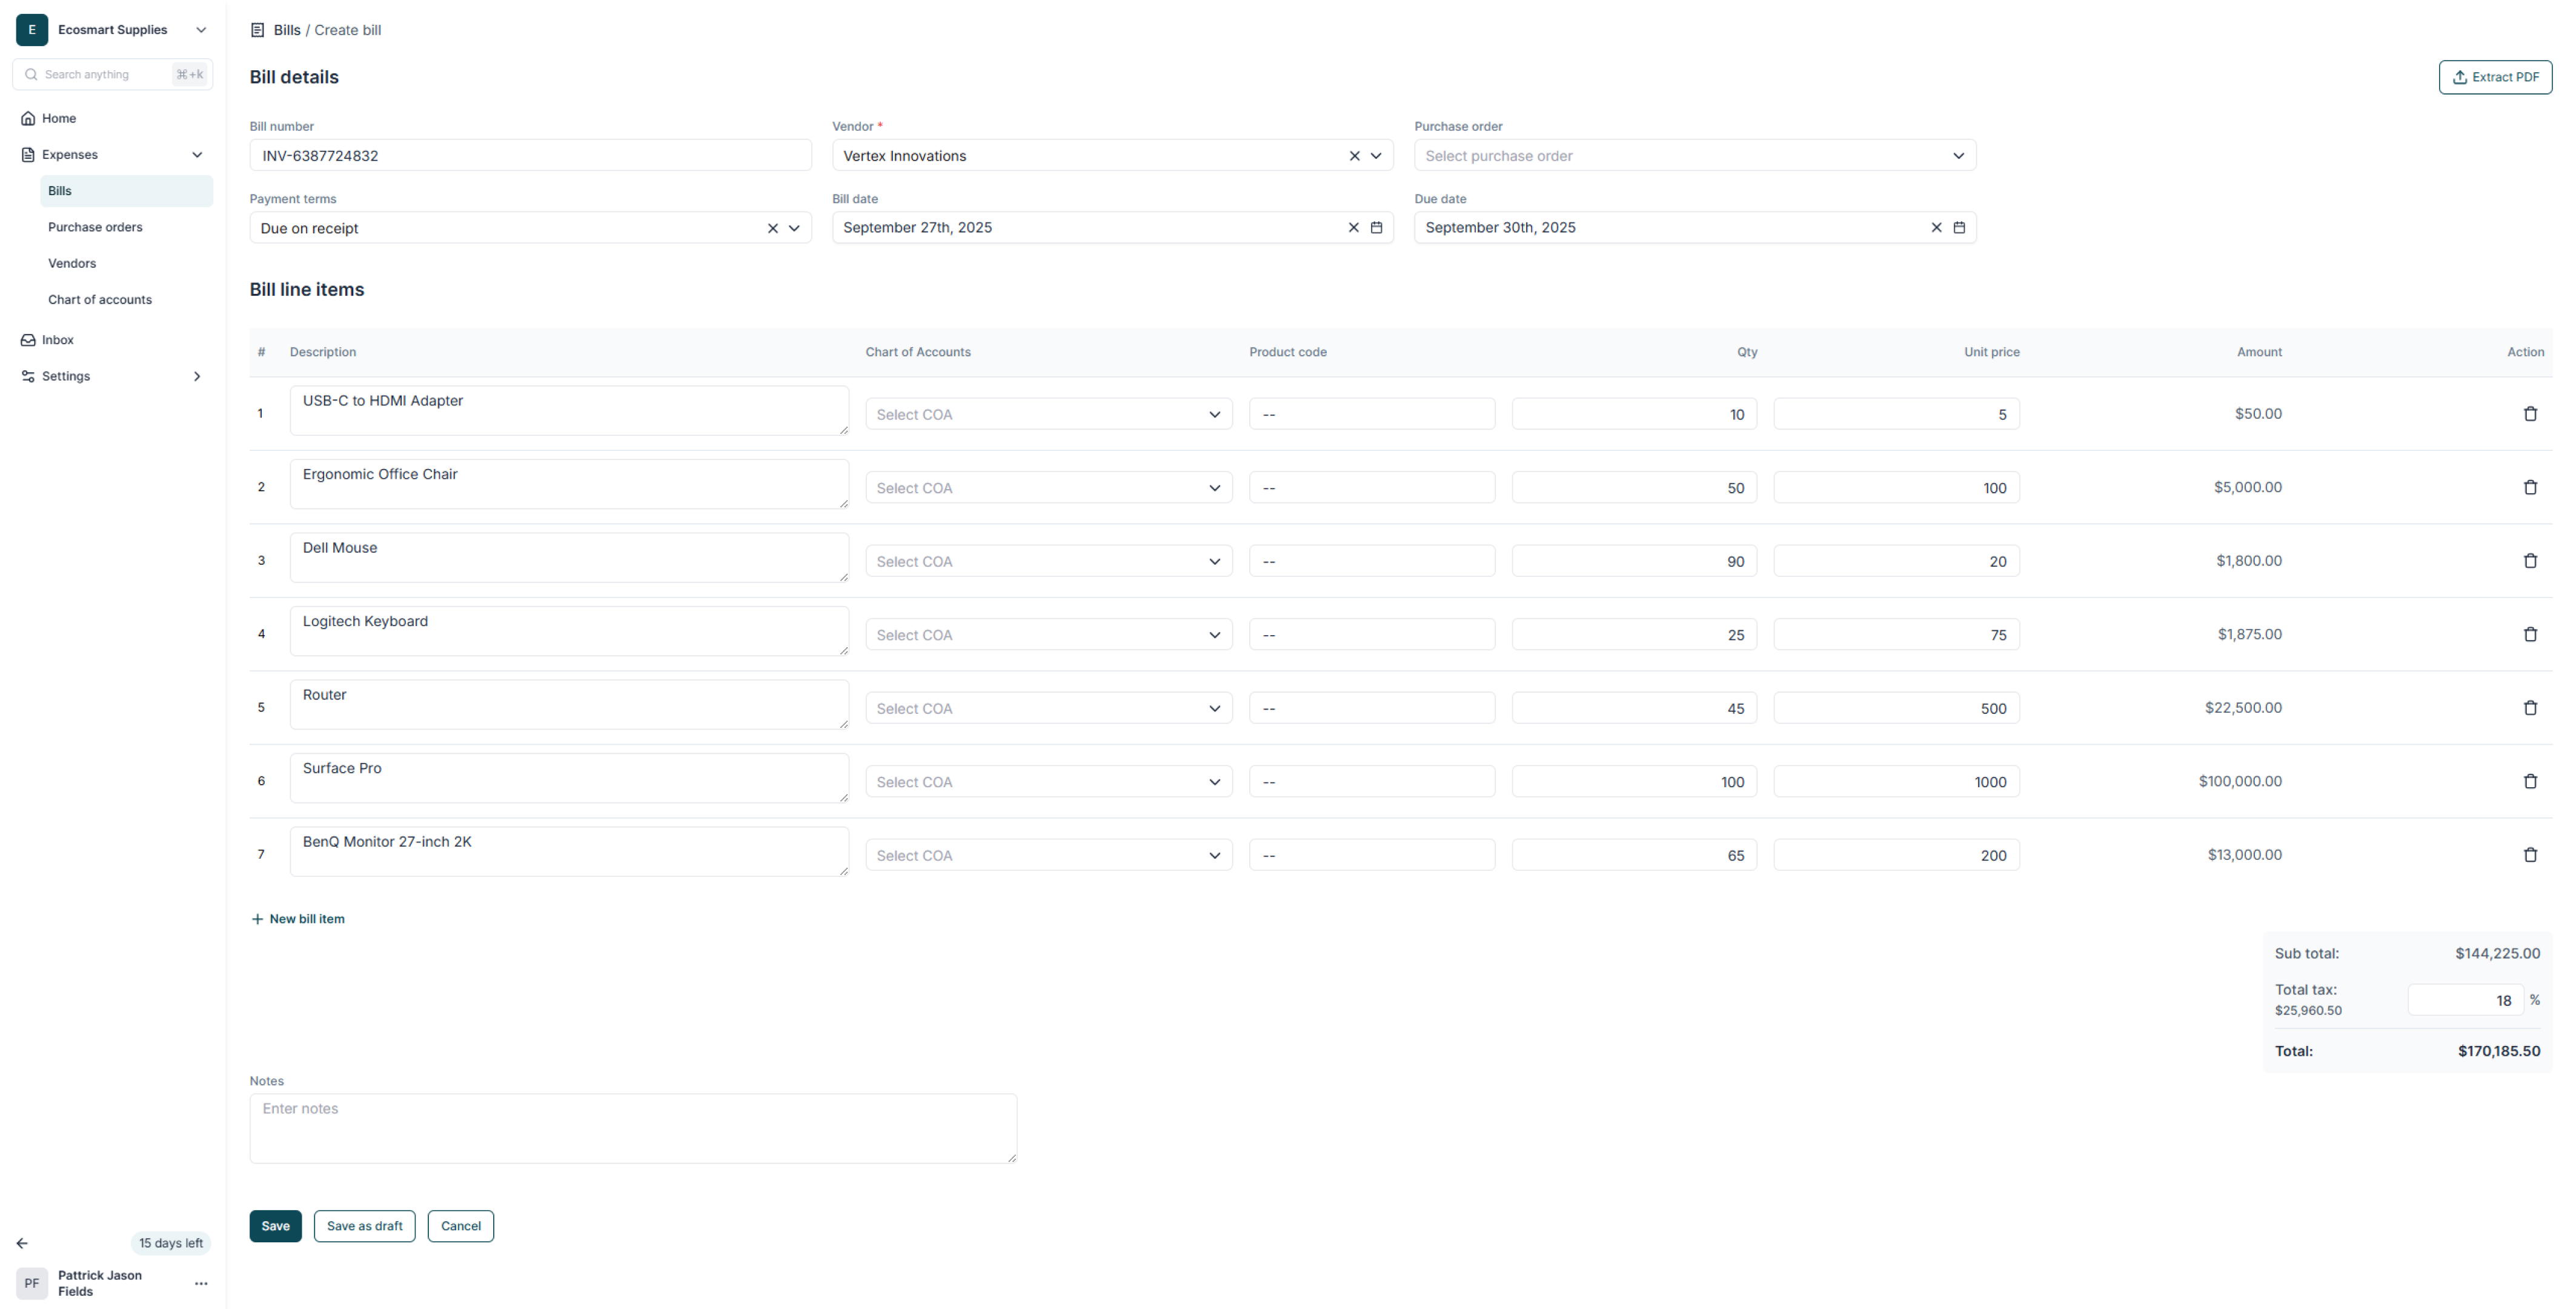 E
Ecosmart Supplies
Search anything ⌘+k
Home
Expenses
Bills
Purchase orders
Vendors
Chart of accounts
Inbox
Settings
15 days left
PF
Pattrick Jason
Fields
Bills / Create bill
Bill details
Extract PDF
Bill number Vendor * Purchase order
INV-6387724832 Vertex Innovations Select purchase order
Payment terms Bill date Due date
Due on receipt September 27th, 2025 September 30th, 2025
Bill line items
# Description Chart of Accounts Product code Qty Unit price Amount Action
1 USB-C to HDMI Adapter Select COA -- 10 5 $50.00
2 Ergonomic Office Chair Select COA -- 50 100 $5,000.00
3 Dell Mouse Select COA -- 90 20 $1,800.00
4 Logitech Keyboard Select COA -- 25 75 $1,875.00
5 Router Select COA -- 45 500 $22,500.00
6 Surface Pro Select COA -- 100 1000 $100,000.00
7 BenQ Monitor 27-inch 2K Select COA -- 65 200 $13,000.00
New bill item
Sub total: $144,225.00
Total tax: 18 %
$25,960.50
Total: $170,185.50
Notes
Enter notes
Save Save as draft Cancel